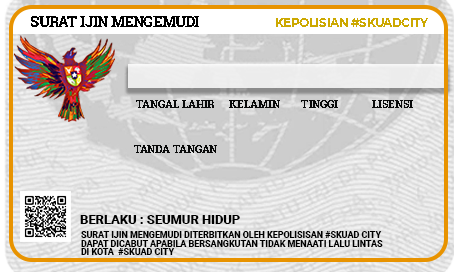 SURAT IJIN MENGEMUDI KEPOLISIAN #SKUADCITY
TANGAL LAHIR KELAMIN TINGGI LISENSI
TANDA TANGAN
BERLAKU : SEUMUR HIDUP
SURAT IJIN MENGEMUDI DITERBITKAN OLEH KEPOLISISAN #SKUAD CITY
DAPAT DICABUT APABILA BERSANGKUTAN TIDAK MENAATI LALU LINTAS
DI KOTA #SKUAD CITY